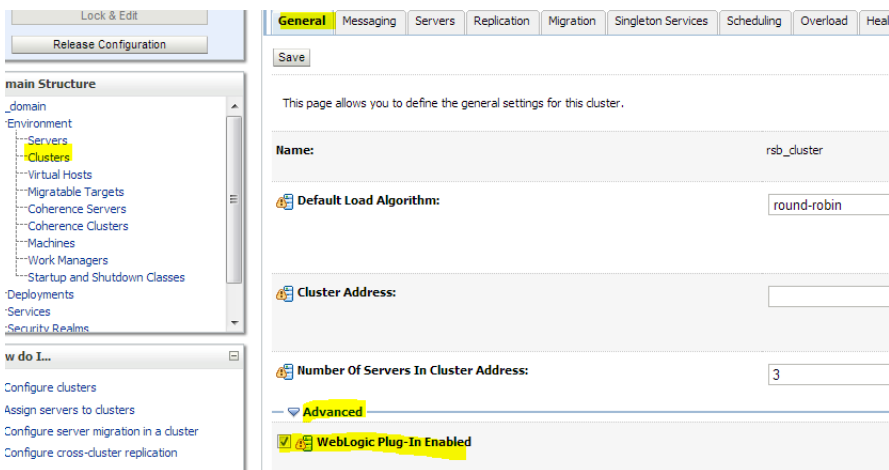 Lock & Edit
Release Configuration
main Structure
_domain
Environment
Servers
Clusters
Virtual Hosts
Migratable Targets
Coherence Servers
Coherence Clusters
Machines
Work Managers
Startup and Shutdown Classes
Deployments
Services
Security Realms
w do I...
Configure clusters
Assign servers to clusters
Configure server migration in a cluster
Configure cross-cluster replication
General Messaging Servers Replication Migration Singleton Services Scheduling Overload Heal
Save
This page allows you to define the general settings for this cluster.
Name: rsb_cluster
Default Load Algorithm: round-robin
Cluster Address:
Number Of Servers In Cluster Address: 3
Advanced
WebLogic Plug-In Enabled